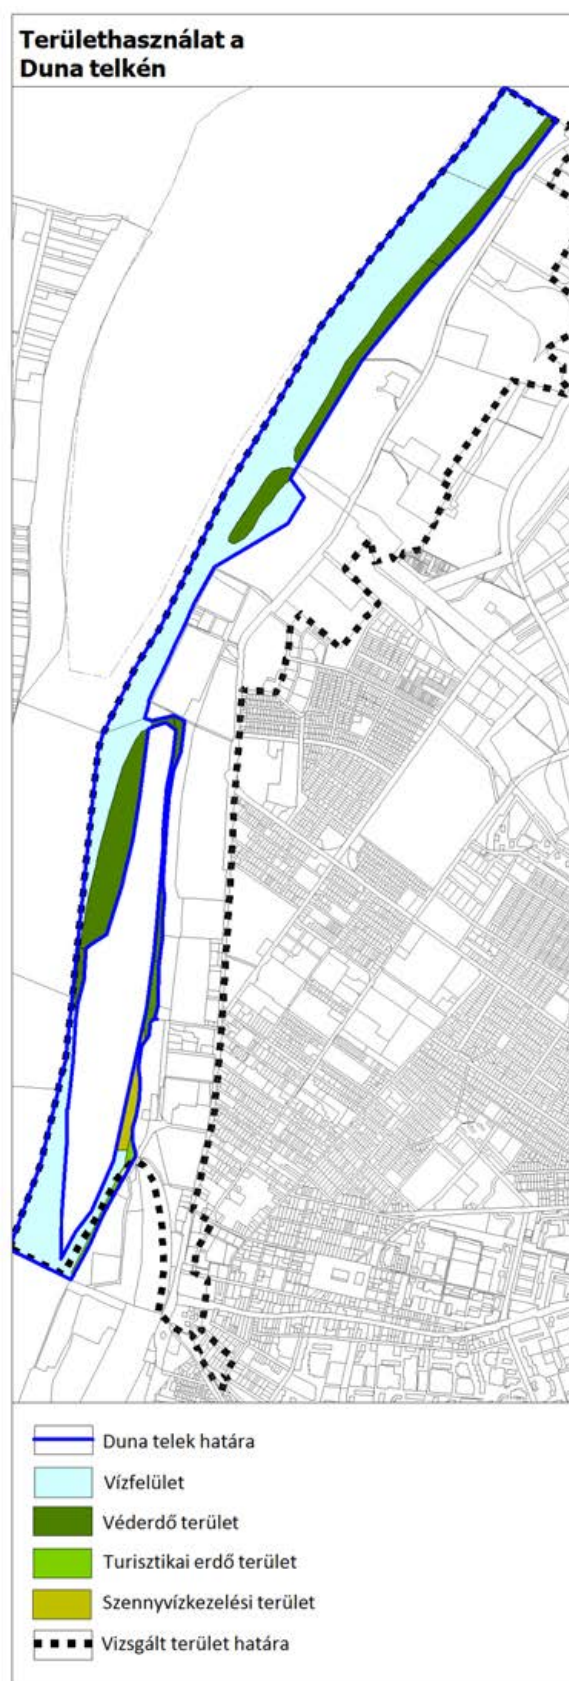 Területhasználat a
Duna telkén
Duna telek határa
Vízfelület
Véderdő terület
Turisztikai erdő terület
Szennyvízkezelési terület
Vizsgált terület határa